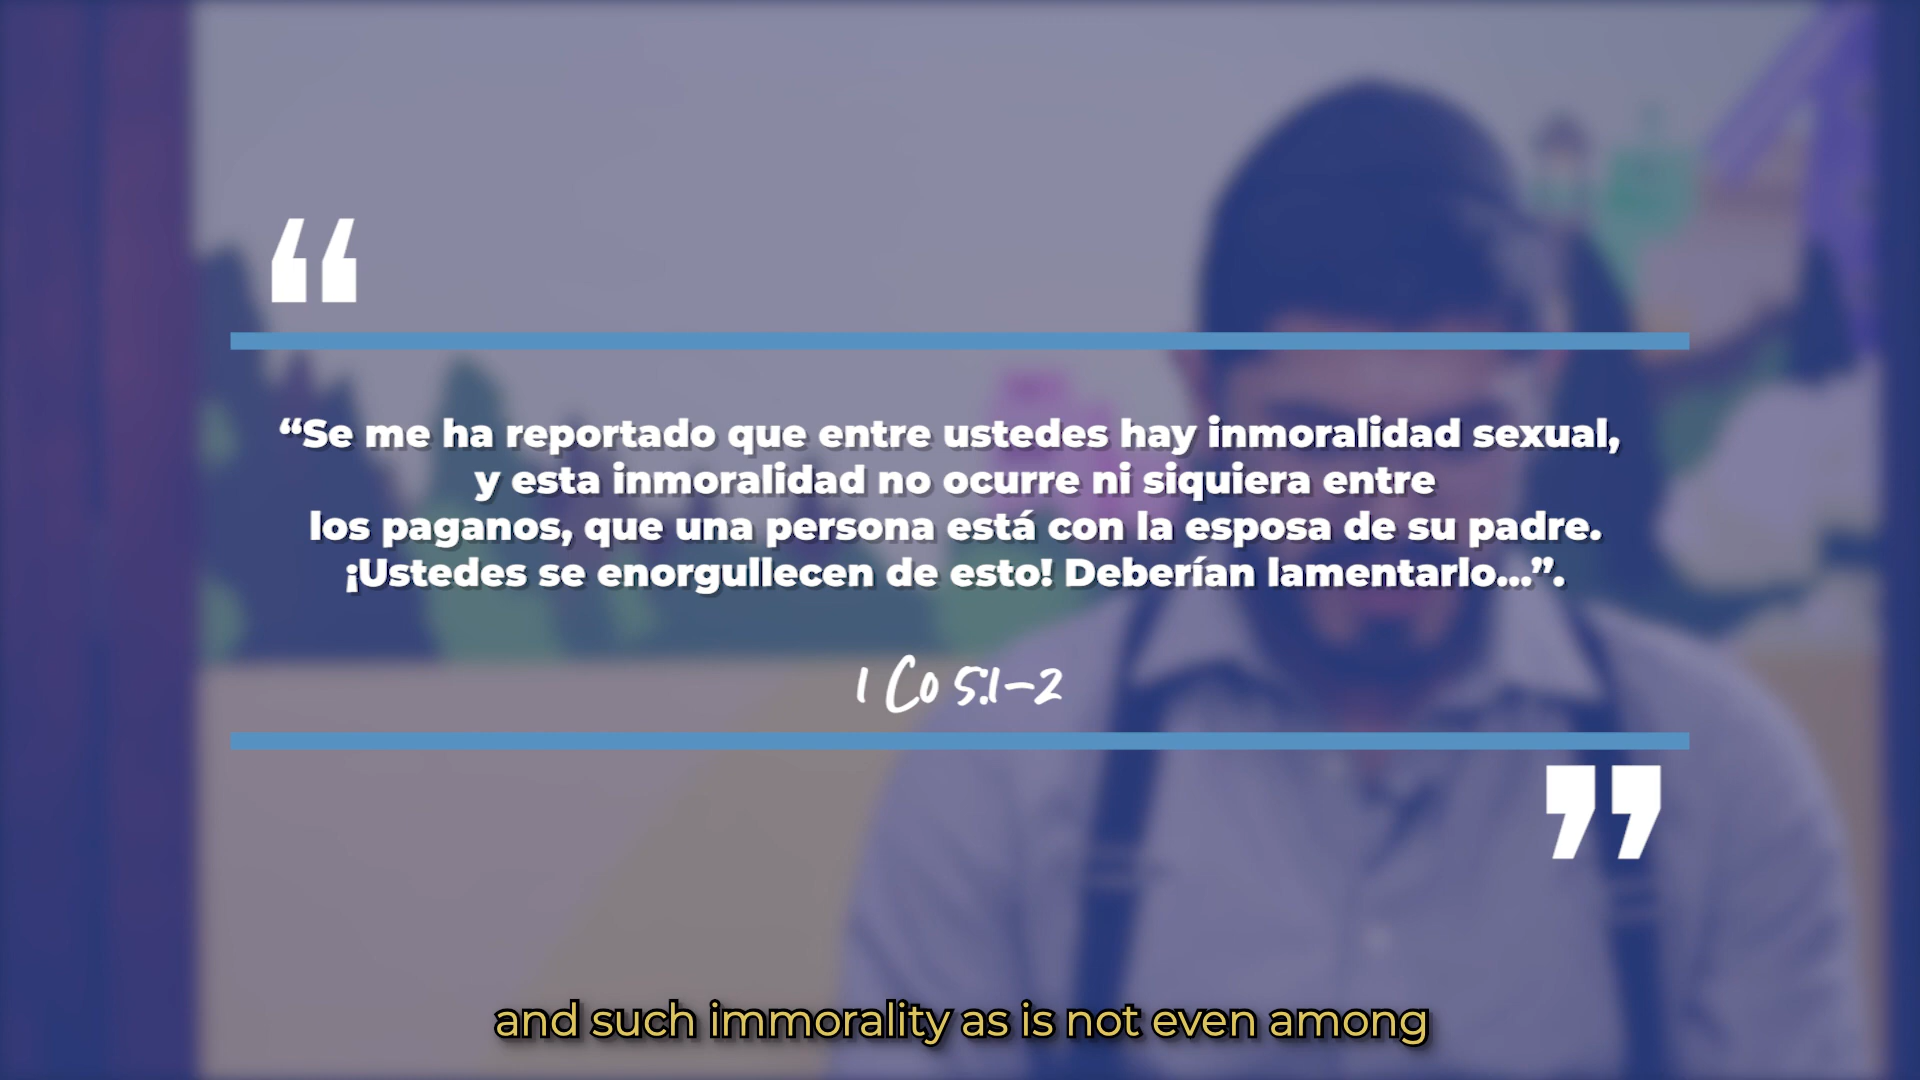 “
“Se me ha reportado que entre ustedes hay inmoralidad sexual,
y esta inmoralidad no ocurre ni siquiera entre
los paganos, que una persona está con la esposa de su padre.
¡Ustedes se enorgullecen de esto! Deberían lamentarlo...”.
1 Co 5:1-2
”
and such immorality as is not even among